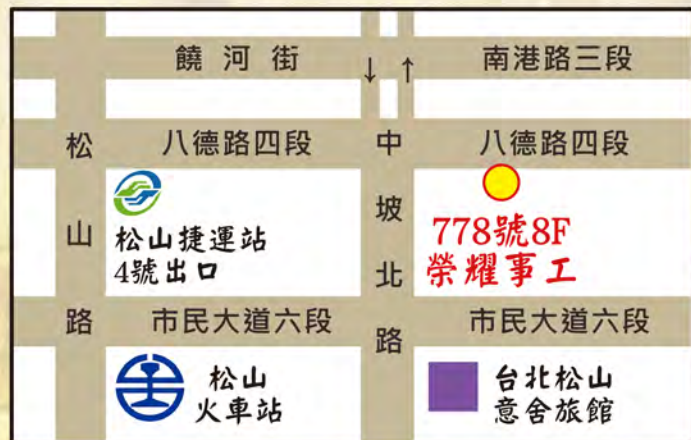 饒河街
↓ ↑
南港路三段
松山路
八德路四段
中坡北路
八德路四段
松山捷運站
4號出口
778號8F
榮耀事工
市民大道六段
市民大道六段
松山
火車站
台北松山
意舍旅館